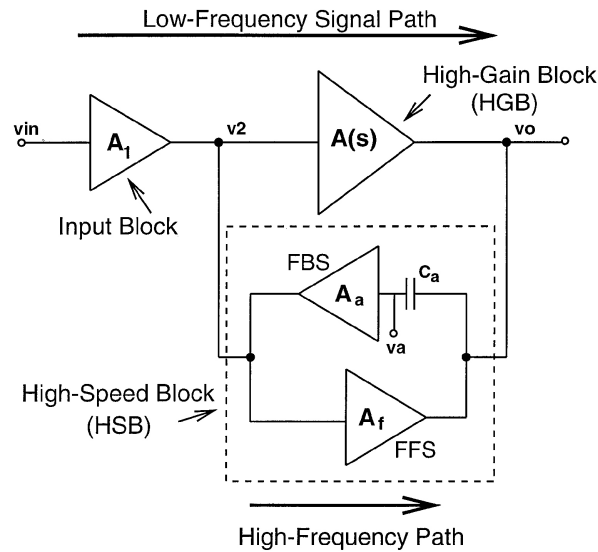 Low-Frequency Signal Path
High-Gain Block
(HGB)
vin
A1
v2
A(s)
vo
Input Block
FBS
Aa
Ca
va
High-Speed Block
(HSB)
Af
FFS
High-Frequency Path